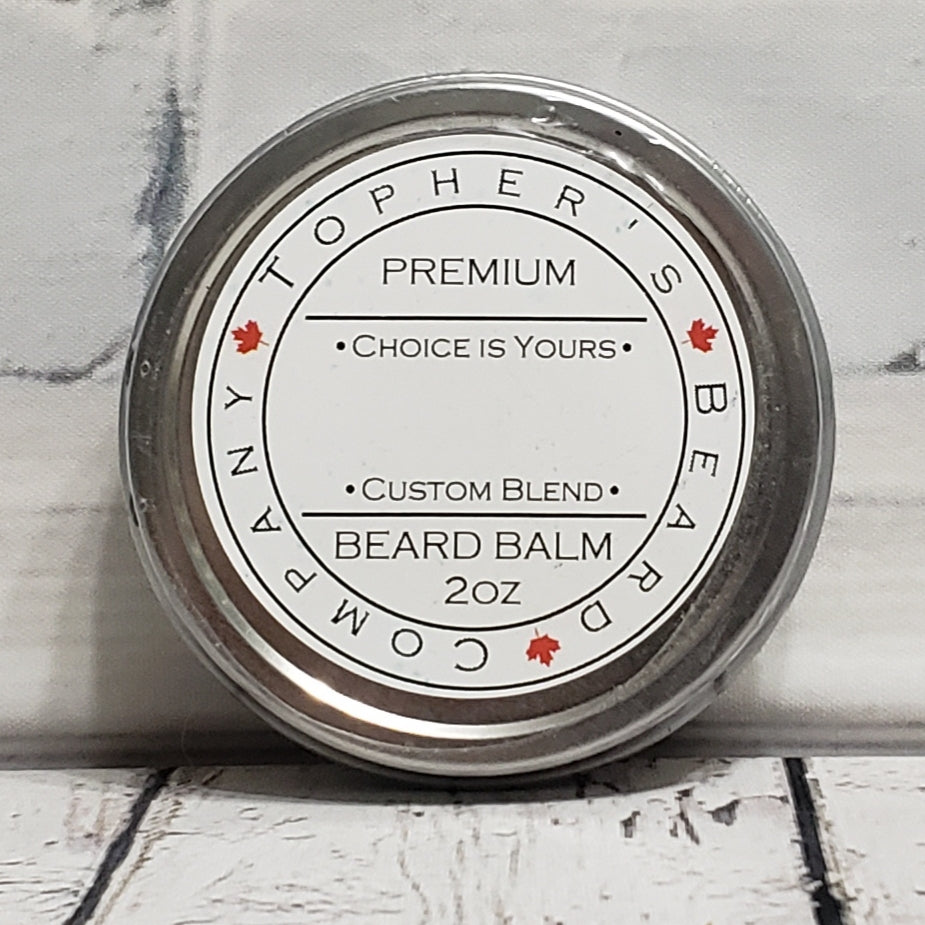 TOPHER'S BEARD COMPANY
PREMIUM
•CHOICE IS YOURS•
•CUSTOM BLEND•
BEARD BALM
2OZ